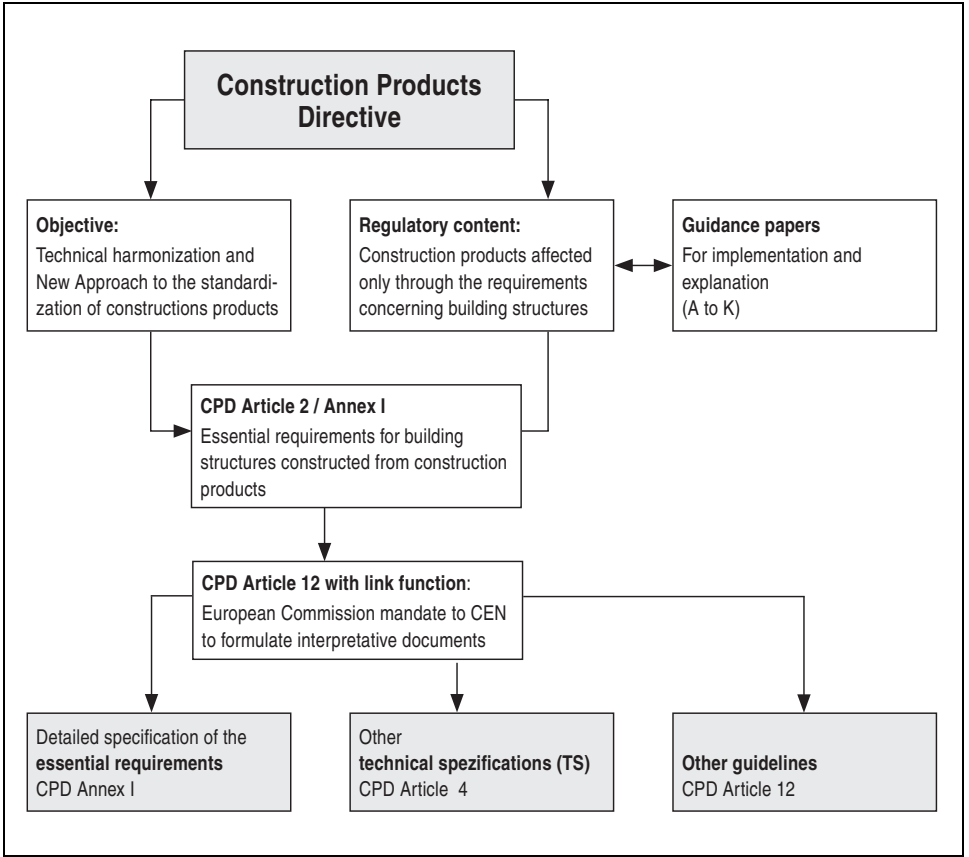 Construction Products
Directive
Objective:
Technical harmonization and
New Approach to the standardi-
zation of constructions products
Regulatory content:
Construction products affected
only through the requirements
concerning building structures
Guidance papers
For implementation and
explanation
(A to K)
CPD Article 2 / Annex I
Essential requirements for building
structures constructed from construction
products
CPD Article 12 with link function:
European Commission mandate to CEN
to formulate interpretative documents
Detailed specification of the
essential requirements
CPD Annex I
Other
technical spezifications (TS)
CPD Article 4
Other guidelines
CPD Article 12